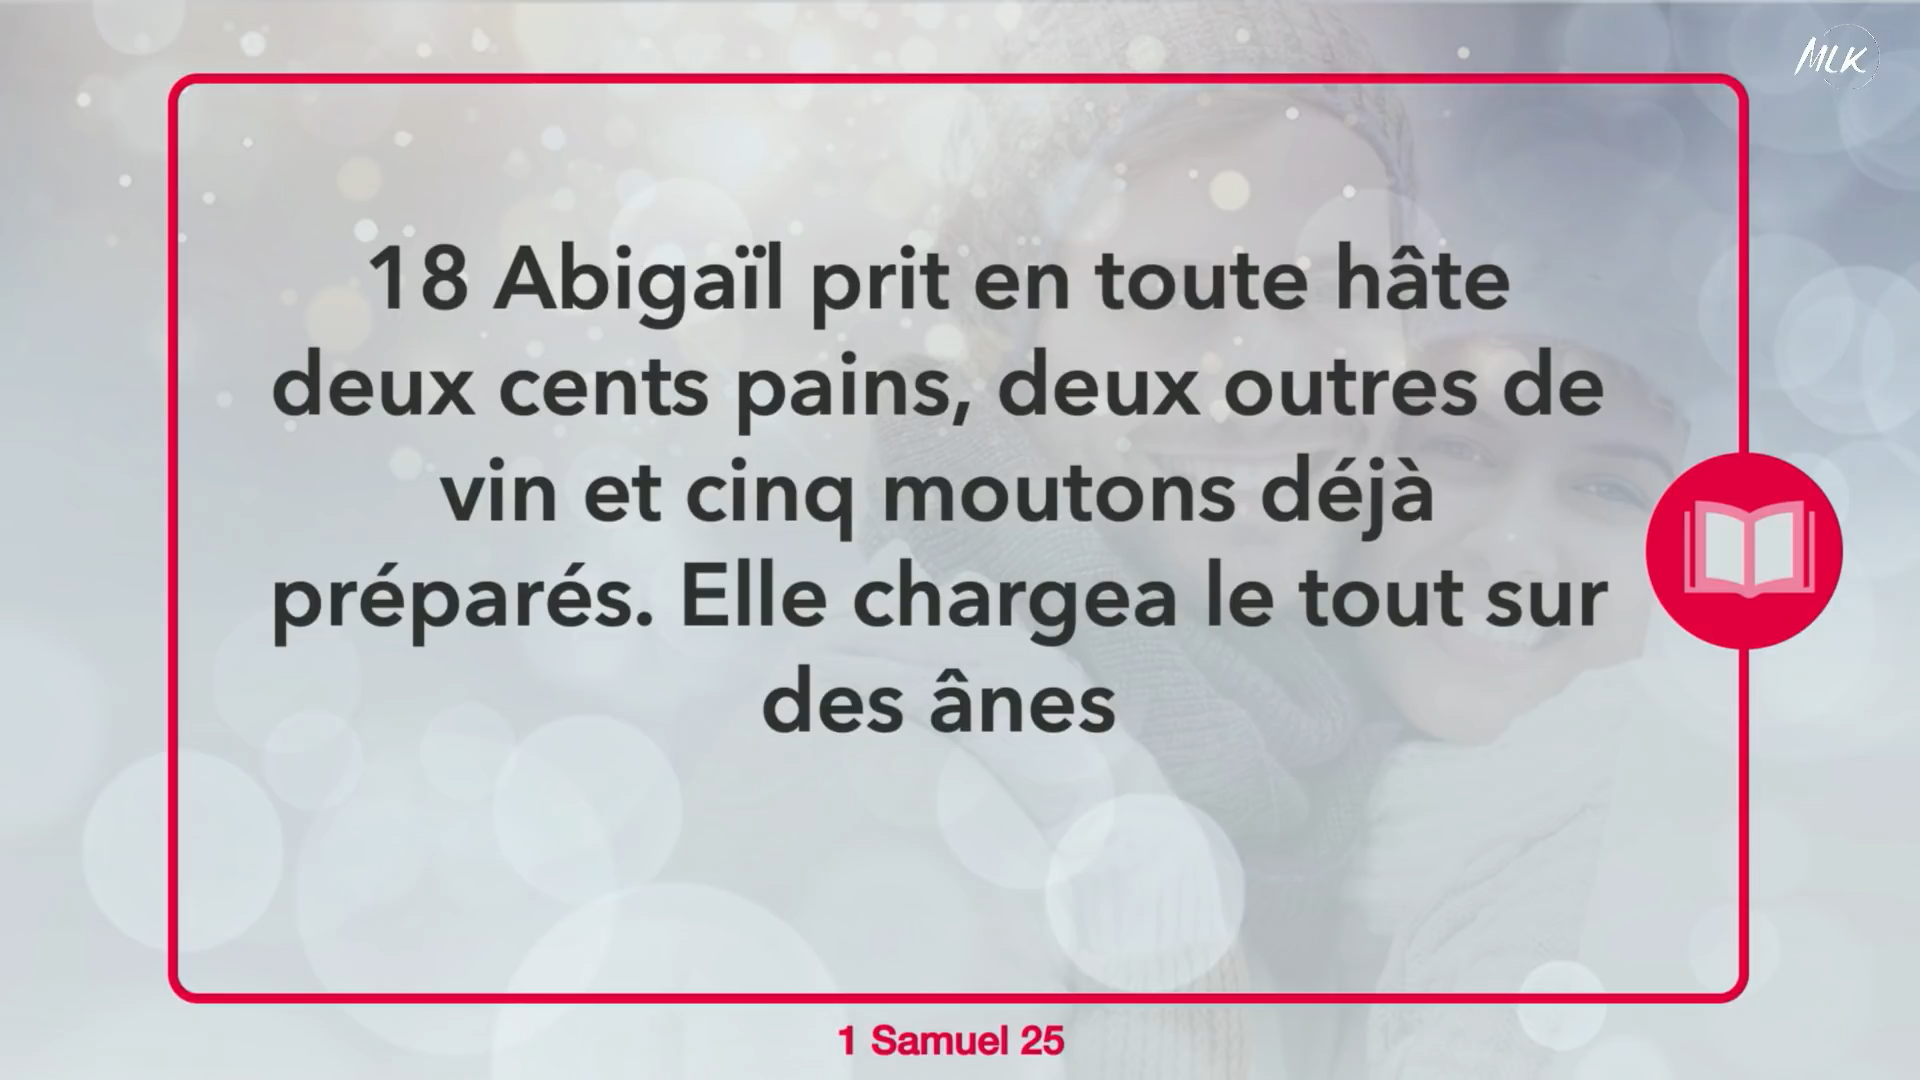 MLK
18 Abigaïl prit en toute hâte
deux cents pains, deux outres de
vin et cinq moutons déjà
préparés. Elle chargea le tout sur
des ânes
1 Samuel 25